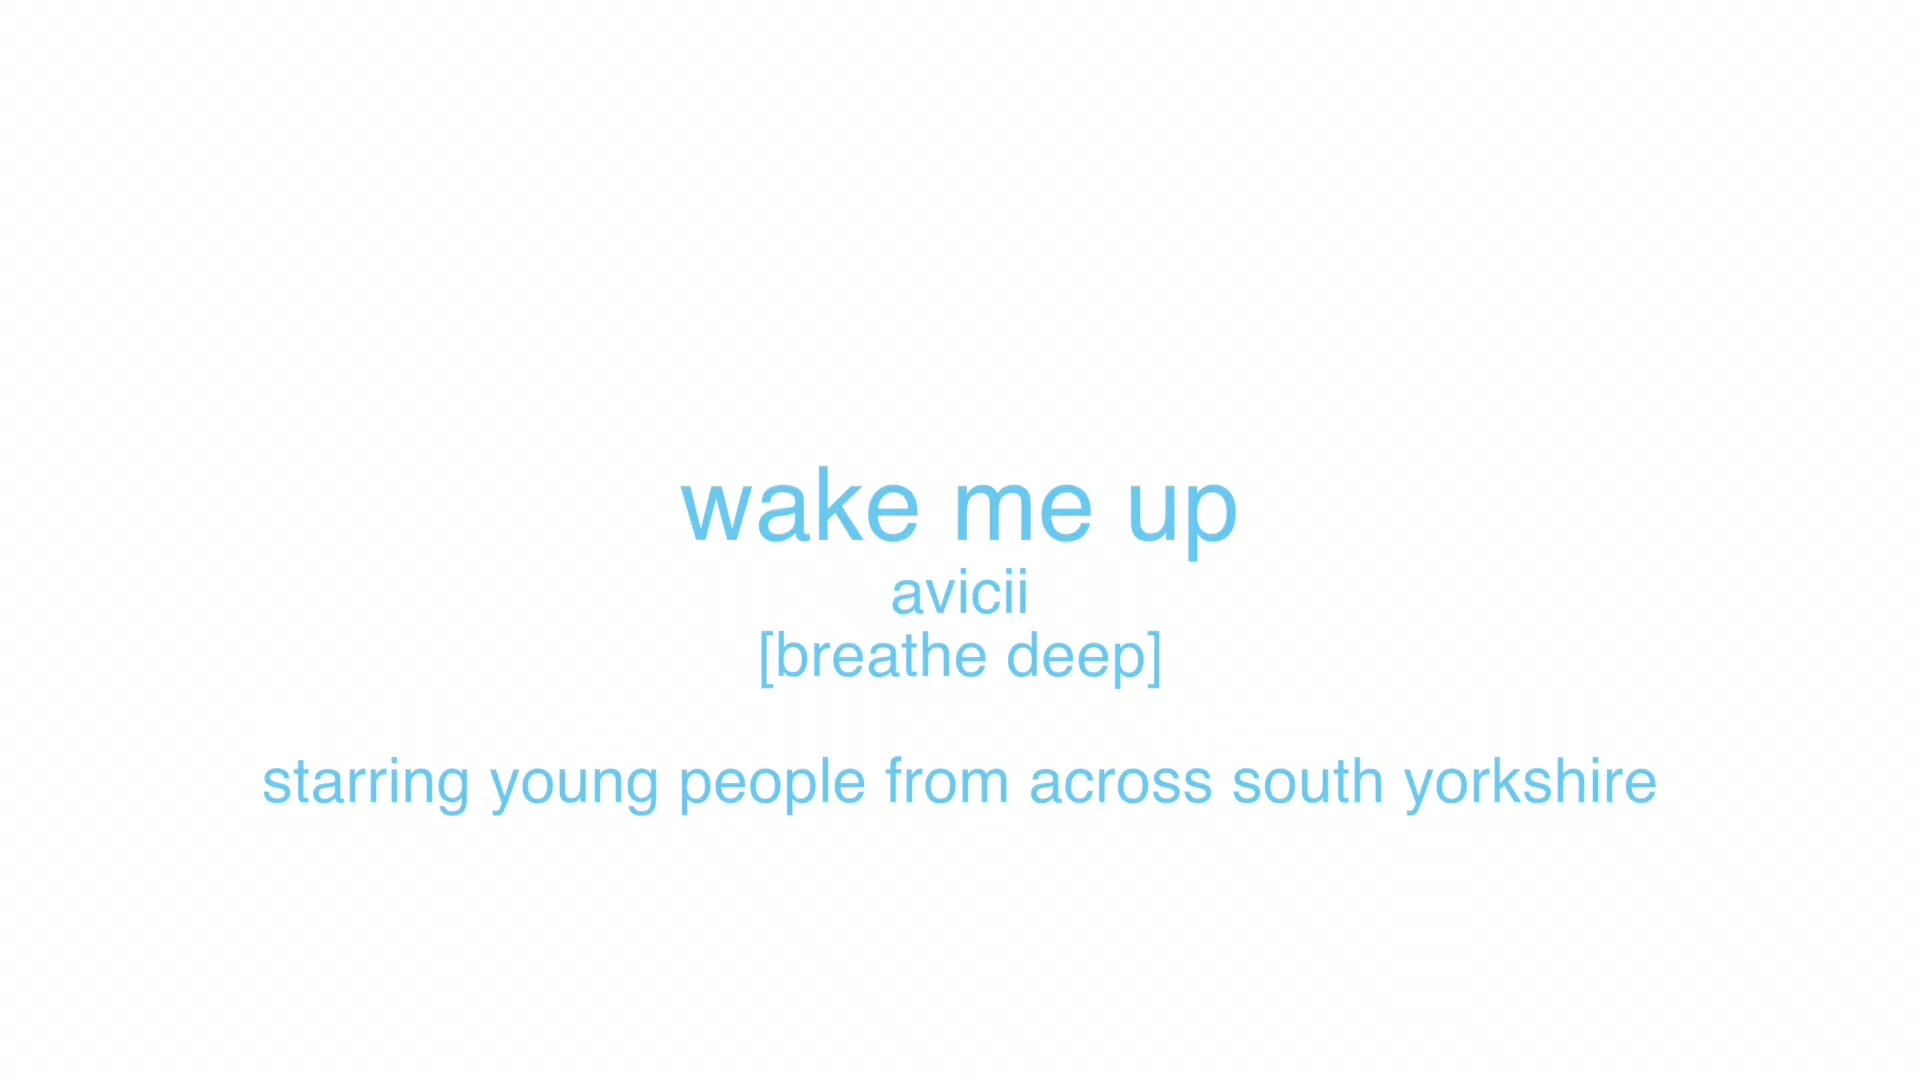 wake me up
avicii
[breathe deep]
starring young people from across south yorkshire